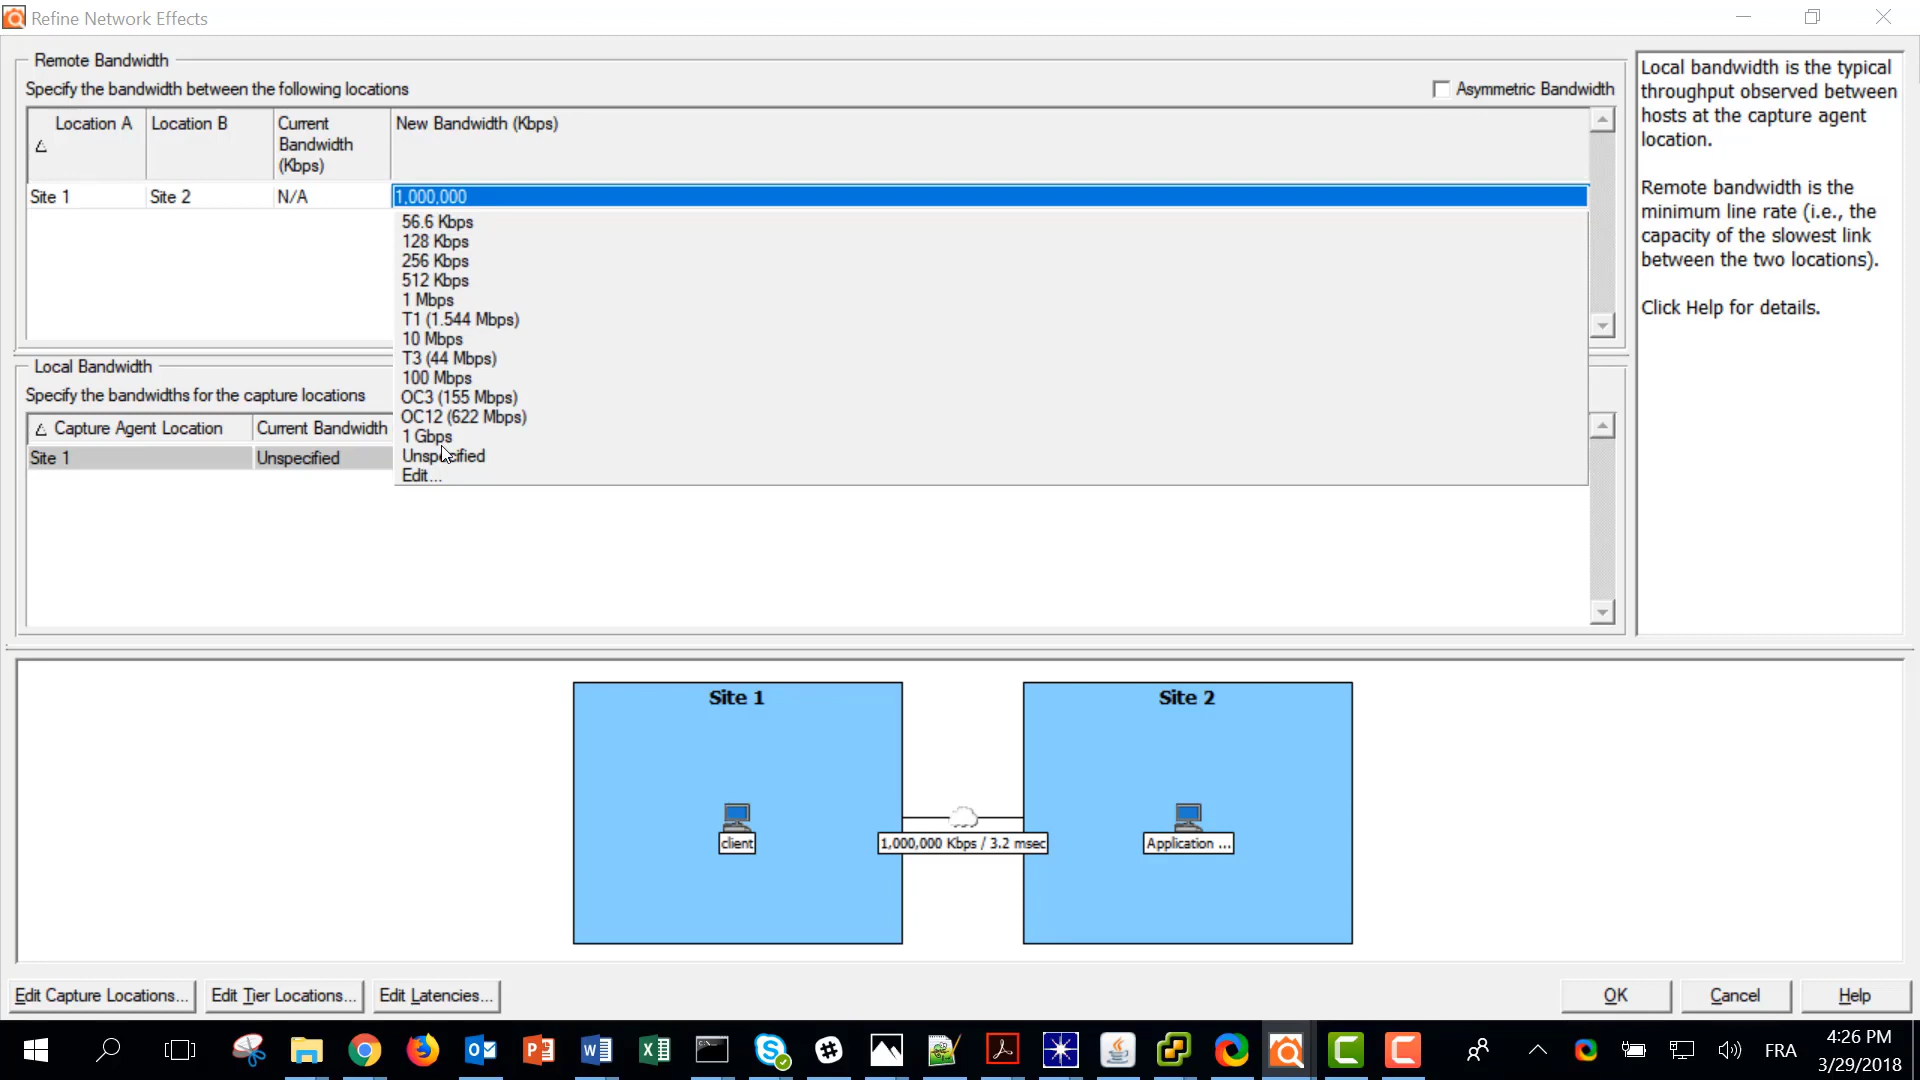 Refine Network Effects
Remote Bandwidth
Specify the bandwidth between the following locations
Asymmetric Bandwidth
Location A
Location B
Current Bandwidth (Kbps)
New Bandwidth (Kbps)
Site 1
Site 2
N/A
1,000,000
56.6 Kbps
128 Kbps
256 Kbps
512 Kbps
1 Mbps
T1 (1.544 Mbps)
10 Mbps
T3 (44 Mbps)
100 Mbps
OC3 (155 Mbps)
OC12 (622 Mbps)
1 Gbps
Unspecified
Edit...
Local Bandwidth
Specify the bandwidths for the capture locations
Capture Agent Location
Current Bandwidth
Site 1
Unspecified
Local bandwidth is the typical
throughput observed between
hosts at the capture agent
location.
Remote bandwidth is the
minimum line rate (i.e., the
capacity of the slowest link
between the two locations).
Click Help for details.
Site 1
Site 2
client
1,000,000 Kbps / 3.2 msec
Application ...
Edit Capture Locations...
Edit Tier Locations...
Edit Latencies...
OK
Cancel
Help
FRA
4:26 PM
3/29/2018